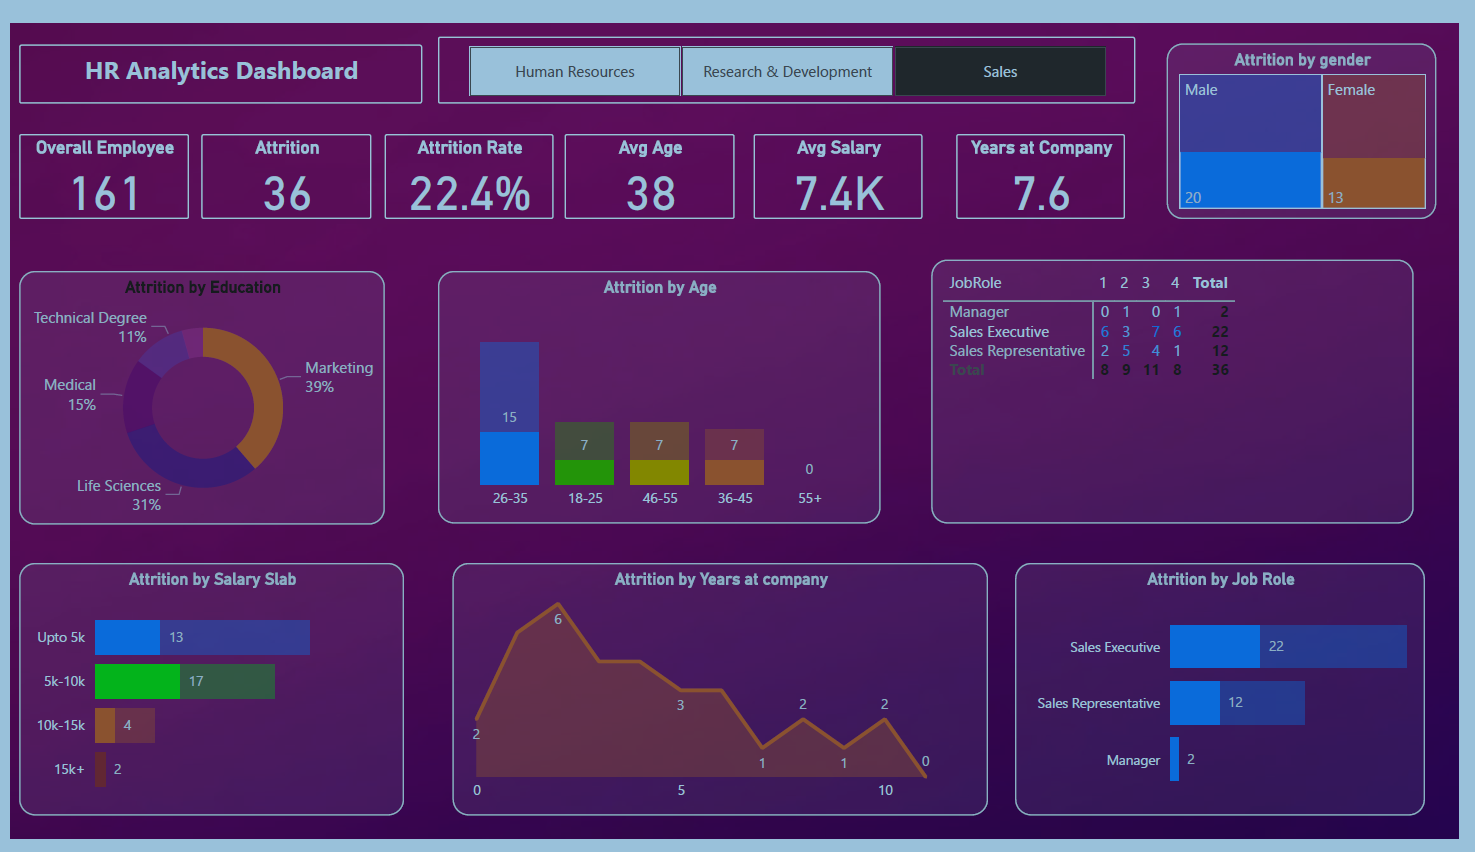 HR Analytics Dashboard
Human Resources
Research & Development
Sales
Attrition by gender
Male
Female
20
13
Overall Employee
161
Attrition
36
Attrition Rate
22.4%
Avg Age
38
Avg Salary
7.4K
Years at Company
7.6
Attrition by Education
Technical Degree
11%
Marketing
39%
Medical
15%
Life Sciences
31%
Attrition by Age
15
7
7
7
0
26-35 18-25 46-55 36-45 55+
JobRole 1 2 3 4 Total
Manager 0 1 0 1 2
Sales Executive 6 3 7 6 22
Sales Representative 2 5 4 1 12
Total 8 9 11 8 36
Attrition by Salary Slab
Upto 5k 13
5k-10k 17
10k-15k 4
15k+ 2
Attrition by Years at company
2
6
3
1
2
1
2
0
0 5 10
Attrition by Job Role
Sales Executive 22
Sales Representative 12
Manager 2